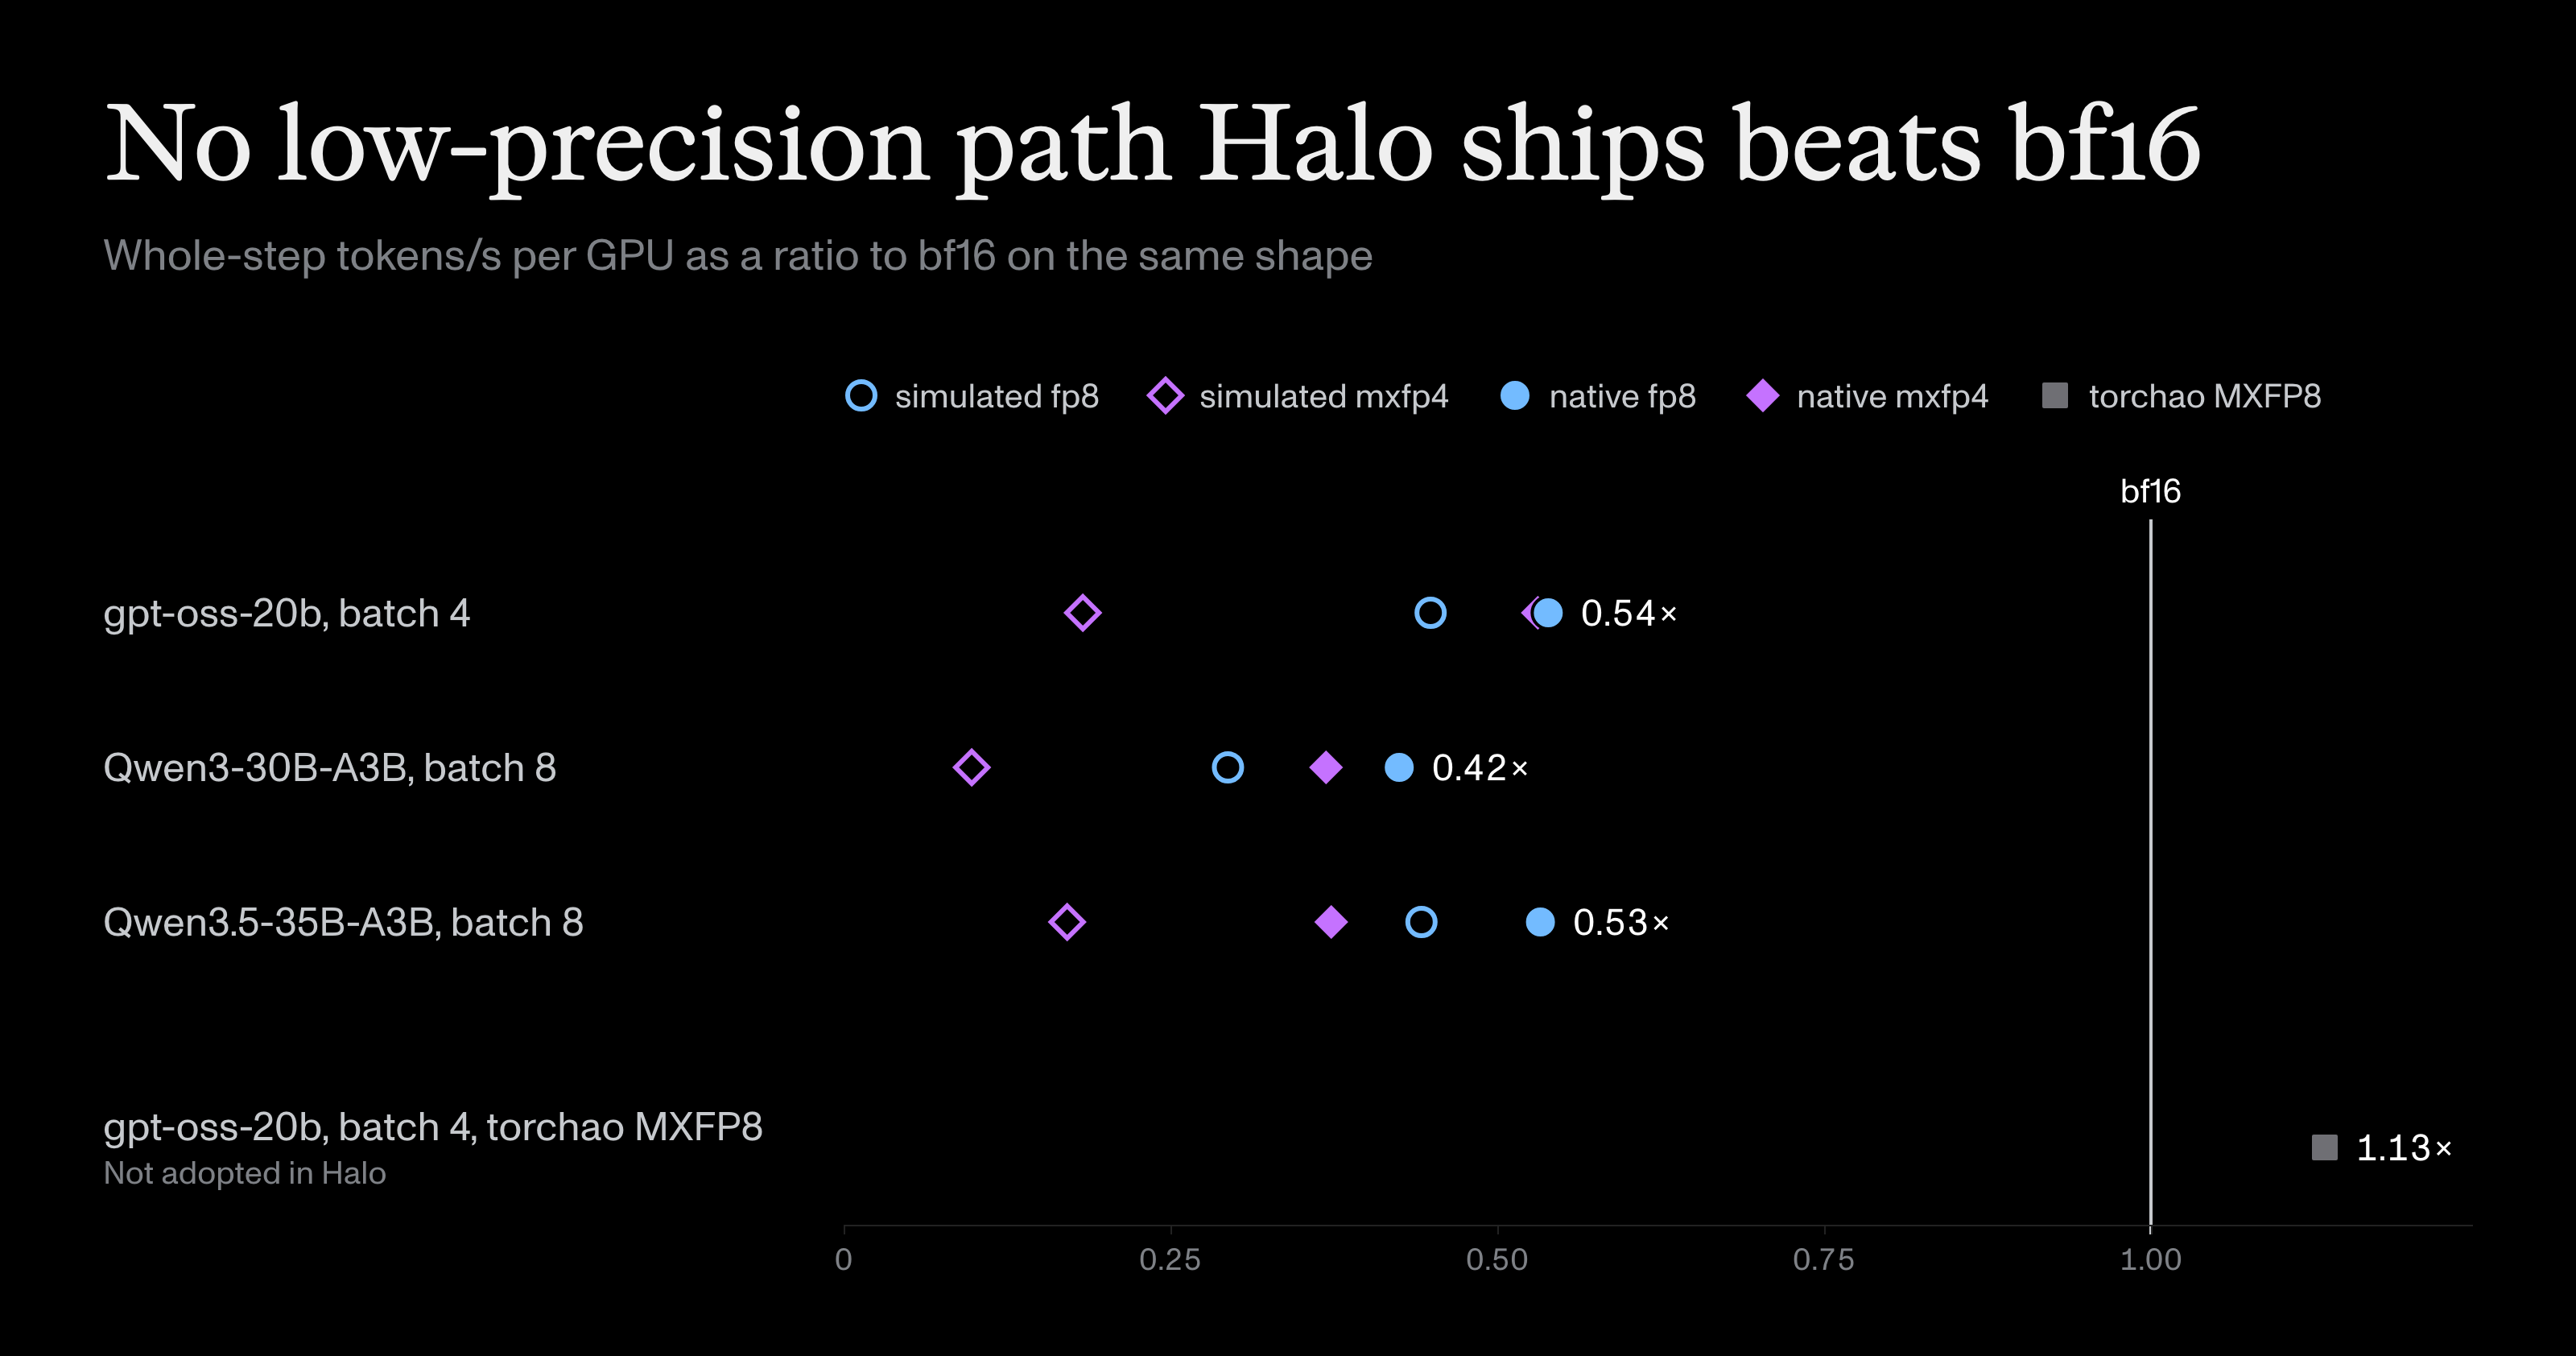 No low-precision path Halo ships beats bf16
Whole-step tokens/s per GPU as a ratio to bf16 on the same shape
simulated fp8 simulated mxfp4 native fp8 native mxfp4 torchao MXFP8
bf16
gpt-oss-20b, batch 4 0.54×
Qwen3-30B-A3B, batch 8 0.42×
Qwen3.5-35B-A3B, batch 8 0.53×
gpt-oss-20b, batch 4, torchao MXFP8
Not adopted in Halo
1.13×
0 0.25 0.50 0.75 1.00